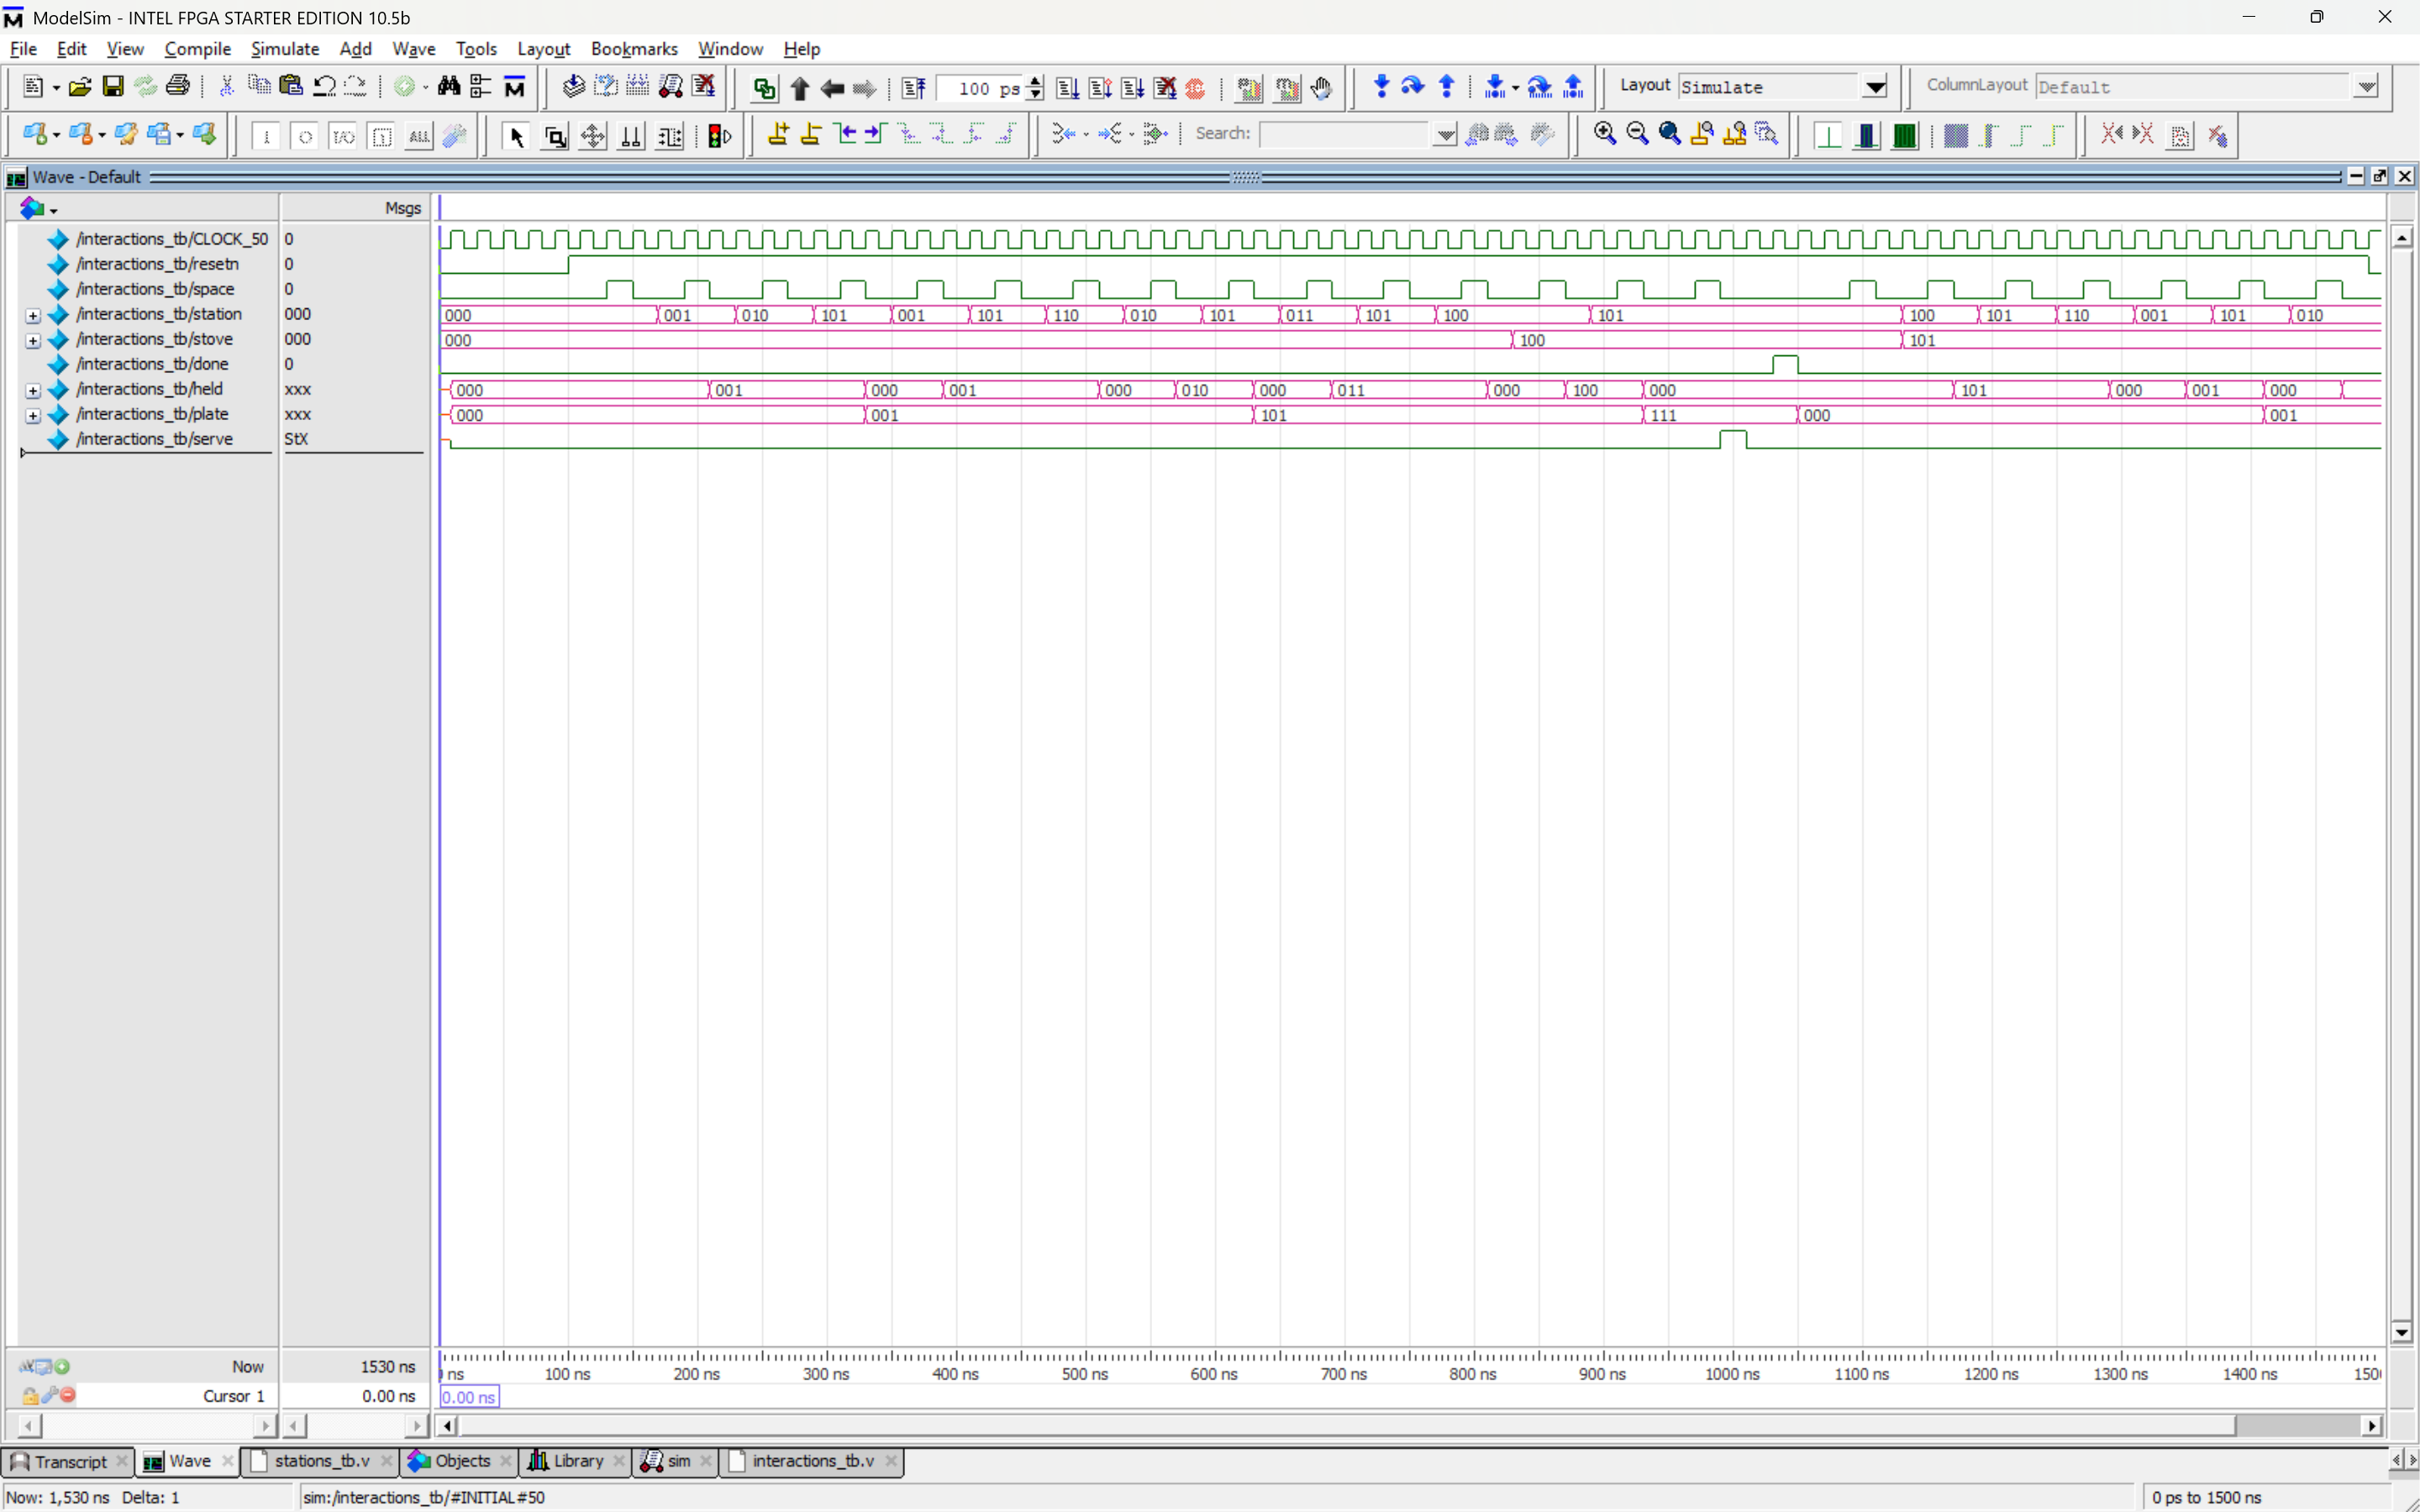 ModelSim - INTEL FPGA STARTER EDITION 10.5b
File Edit View Compile Simulate Add Wave Tools Layout Bookmarks Window Help
100 ps Layout Simulate ColumnLayout Default
ALL Search:
Wave - Default
Msgs
/interactions_tb/CLOCK_50 0
/interactions_tb/resetn 0
/interactions_tb/space 0
/interactions_tb/station 000 000 001 010 101 001 101 110 010 101 011 101 100 101 100 101 110 001 101 010
/interactions_tb/stove 000 000 100 101
/interactions_tb/done 0
/interactions_tb/held xxx 000 001 000 001 000 010 000 011 000 100 000 101 000 001 000
/interactions_tb/plate xxx 000 001 101 111 000 001
/interactions_tb/serve StX
Now 1530 ns ns 100 ns 200 ns 300 ns 400 ns 500 ns 600 ns 700 ns 800 ns 900 ns 1000 ns 1100 ns 1200 ns 1300 ns 1400 ns 150
Cursor 1 0.00 ns 0.00 ns
Transcript Wave stations_tb.v Objects Library sim interactions_tb.v
Now: 1,530 ns Delta: 1 sim:/interactions_tb/#INITIAL#50 0 ps to 1500 ns